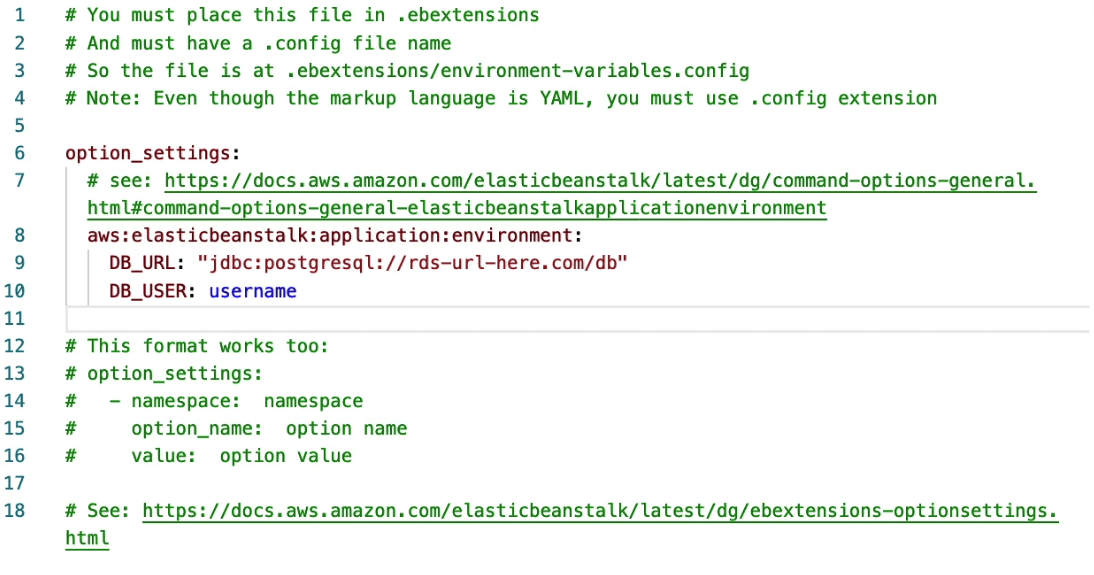 1 # You must place this file in .ebextensions
2 # And must have a .config file name
3 # So the file is at .ebextensions/environment-variables.config
4 # Note: Even though the markup language is YAML, you must use .config extension
5
6 option_settings:
7 # see: https://docs.aws.amazon.com/elasticbeanstalk/latest/dg/command-options-general.
html#command-options-general-elasticbeanstalkapplicationenvironment
8 aws:elasticbeanstalk:application:environment:
9 DB_URL: "jdbc:postgresql://rds-url-here.com/db"
10 DB_USER: username
11
12 # This format works too:
13 # option_settings:
14 #   - namespace:  namespace
15 #     option_name:  option name
16 #     value:  option value
17
18 # See: https://docs.aws.amazon.com/elasticbeanstalk/latest/dg/ebextensions-optionsettings.
html